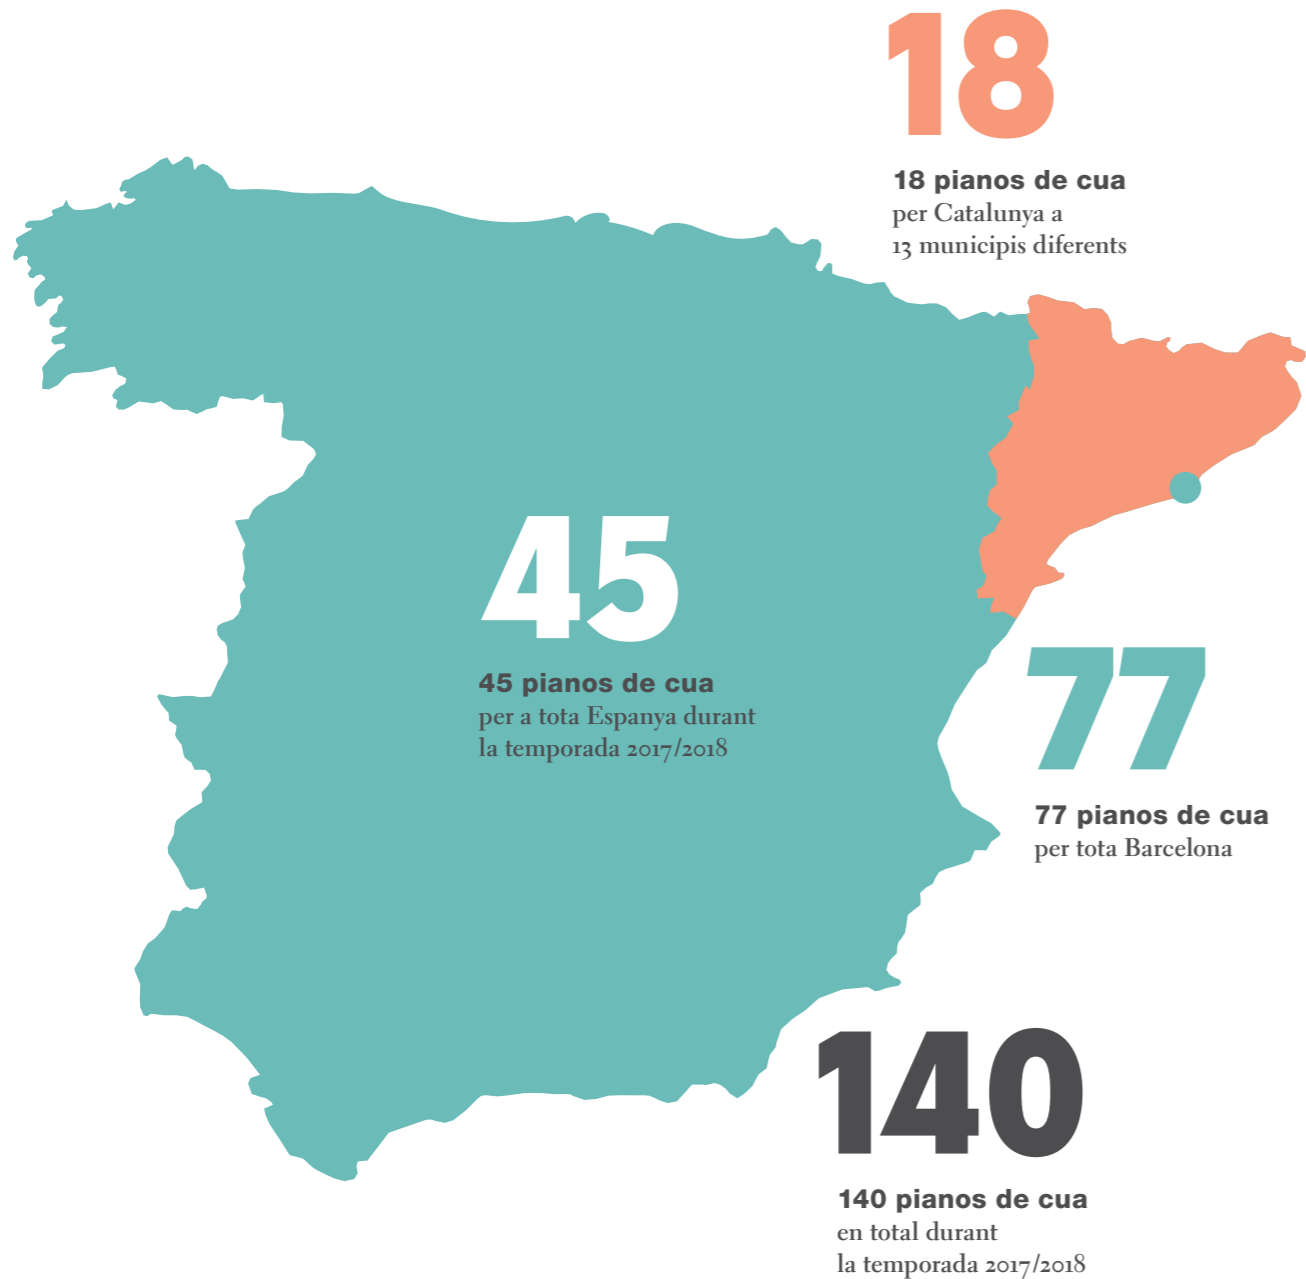 18
18 pianos de cua
per Catalunya a
13 municipis diferents
45
45 pianos de cua
per a tota Espanya durant
la temporada 2017/2018
77
77 pianos de cua
per tota Barcelona
140
140 pianos de cua
en total durant
la temporada 2017/2018